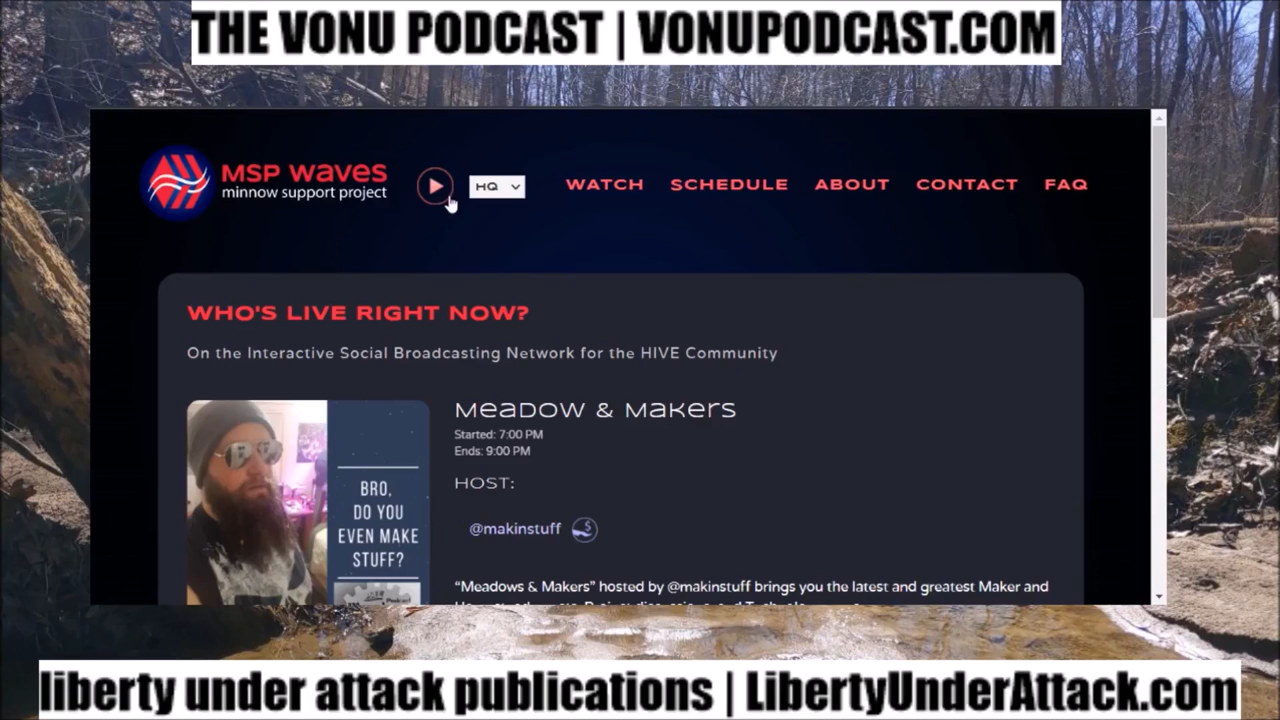 THE VONU PODCAST | VONUPODCAST.COM
MSP WAVES
minnow support project
HQ
WATCH SCHEDULE ABOUT CONTACT FAQ
WHO'S LIVE RIGHT NOW?
On the Interactive Social Broadcasting Network for the HIVE Community
BRO,
DO YOU
EVEN MAKE
STUFF?
Podcast
Meadow & Makers
Started: 7:00 PM
Ends: 9:00 PM
HOST:
@makinstuff
“Meadows & Makers” hosted by @makinstuff brings you the latest and greatest Maker and
liberty under attack publications | LibertyUnderAttack.com